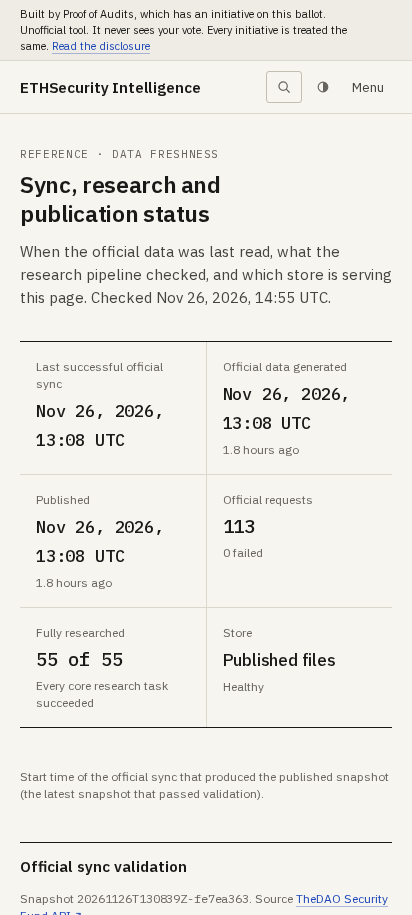 Built by Proof of Audits, which has an initiative on this ballot.
Unofficial tool. It never sees your vote. Every initiative is treated the
same. Read the disclosure
ETHSecurity Intelligence
Menu
REFERENCE · DATA FRESHNESS
Sync, research and
publication status
When the official data was last read, what the
research pipeline checked, and which store is serving
this page. Checked Nov 26, 2026, 14:55 UTC.
Last successful official
sync
Nov 26, 2026,
13:08 UTC
Official data generated
Nov 26, 2026,
13:08 UTC
1.8 hours ago
Published
Nov 26, 2026,
13:08 UTC
1.8 hours ago
Official requests
113
0 failed
Fully researched
55 of 55
Every core research task
succeeded
Store
Published files
Healthy
Start time of the official sync that produced the published snapshot
(the latest snapshot that passed validation).
Official sync validation
Snapshot 20261126T130839Z-fe7ea363. Source TheDAO Security
Fund API ↗